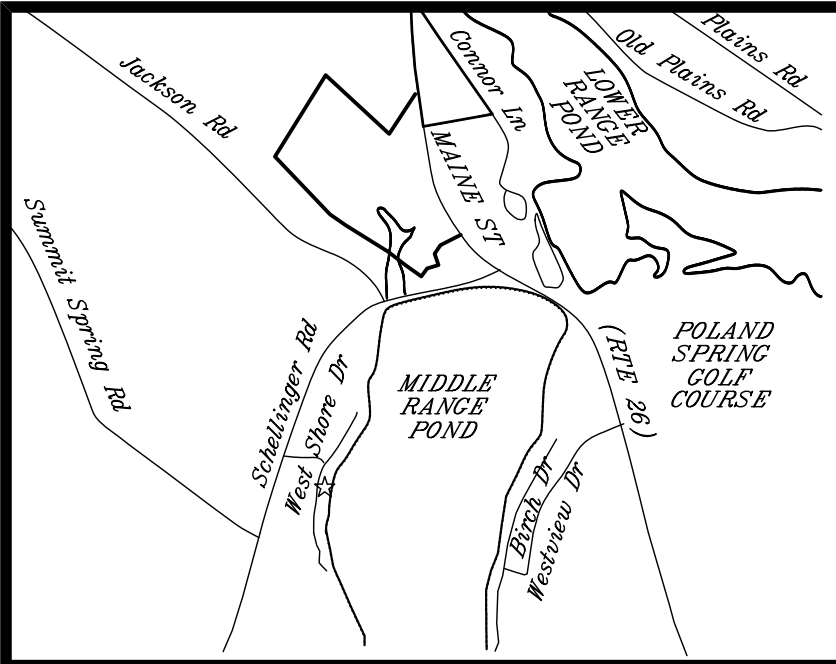 Jackson Rd
Connor Ln
Old Plains Rd
Plains Rd
LOWER
RANGE
POND
MAINE ST
Summit Spring Rd
Schellinger Rd
West Shore Dr
MIDDLE
RANGE
POND
(RTE 26)
POLAND
SPRING
GOLF
COURSE
Birch Dr
Westview Dr